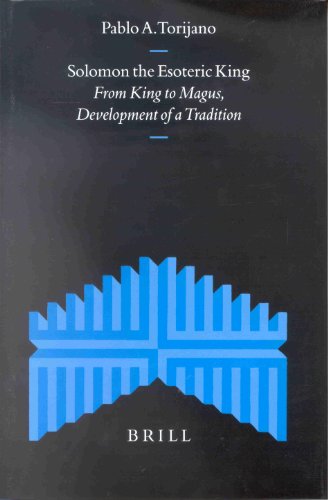 Pablo A. Torijano
Solomon the Esoteric King
From King to Magus,
Development of a Tradition
BRILL